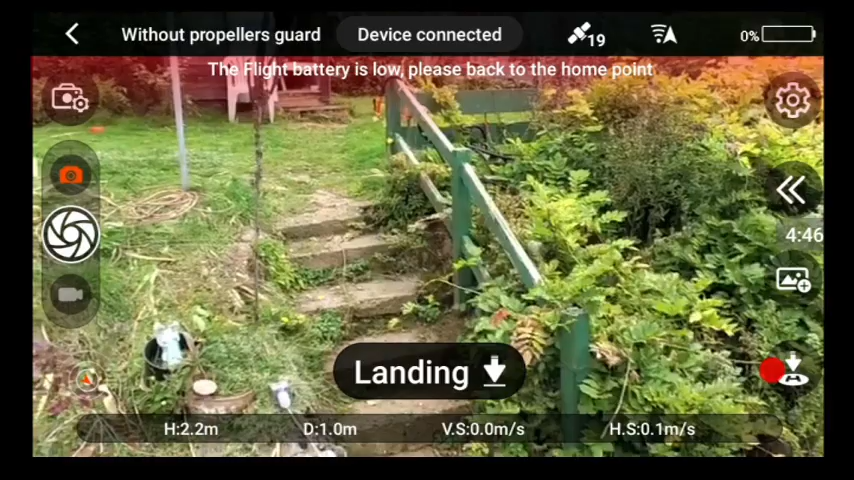 Without propellers guard
Device connected
19
0%
The Flight battery is low, please back to the home point
4:46
Landing
H:2.2m
D:1.0m
V.S:0.0m/s
H.S:0.1m/s